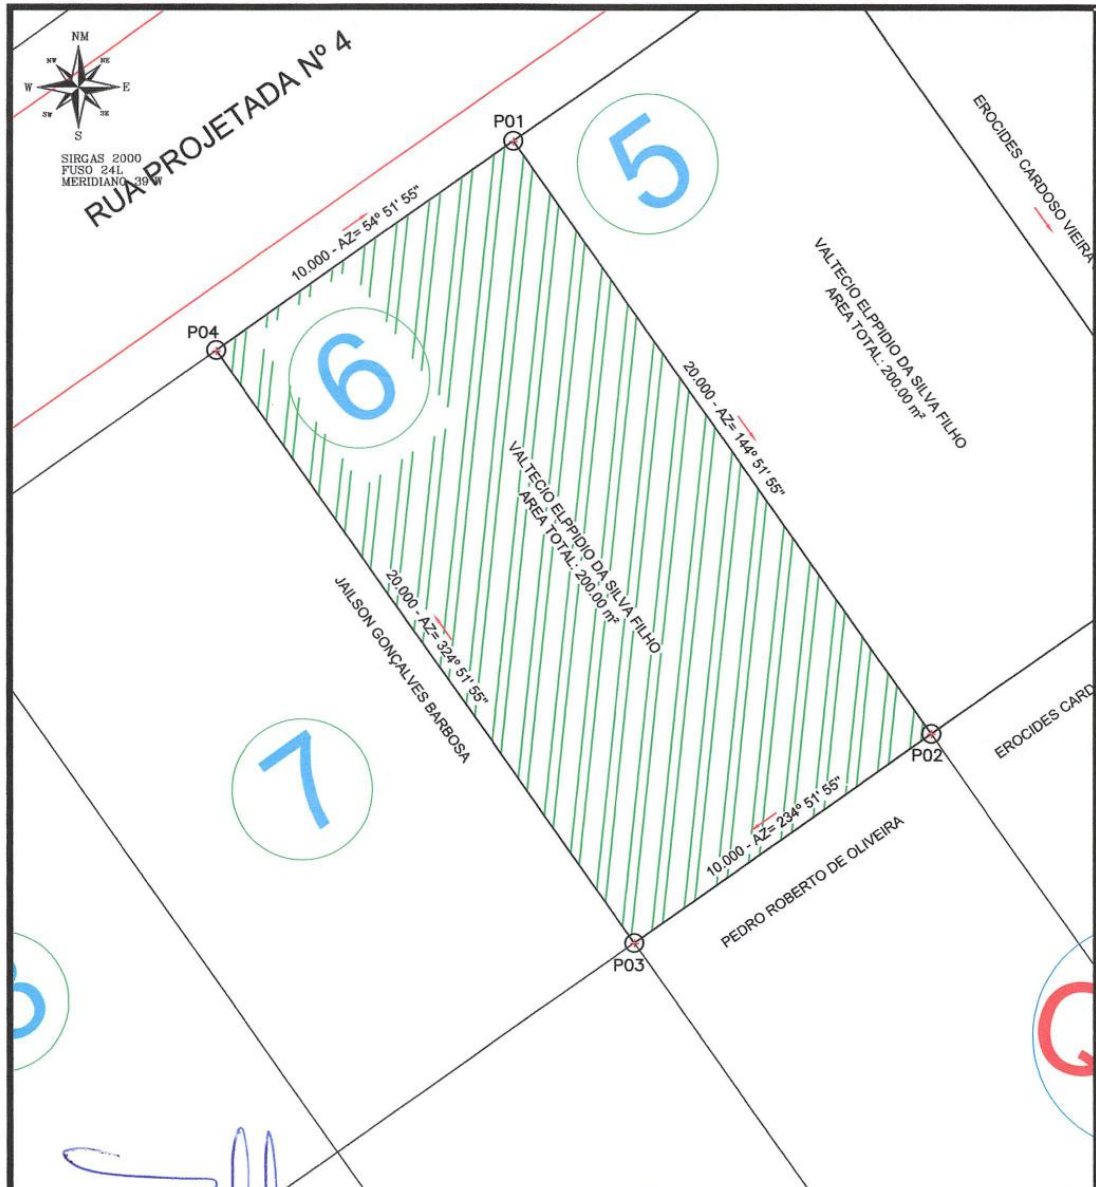 NM
NW
NE
W
E
SW
SE
S
SIRGAS 2000
FUSO 24L
MERIDIANO 39 W
RUA PROJETADA Nº 4
P01
5
EROCIDES CARDOSO VIEIRA
10.000 - AZ= 54° 51' 55"
VALTECIO ELPPIDIO DA SILVA FILHO
AREA TOTAL: 200.00 m²
P04
6
20.000 - AZ= 144° 51' 55"
VALTECIO ELPPIDIO DA SILVA FILHO
AREA TOTAL: 200.00 m²
20.000 - AZ= 324° 51' 55"
JAILSON GONÇALVES BARBOSA
7
P02
EROCIDES CARD
10.000 - AZ= 234° 51' 55"
PEDRO ROBERTO DE OLIVEIRA
P03
Q